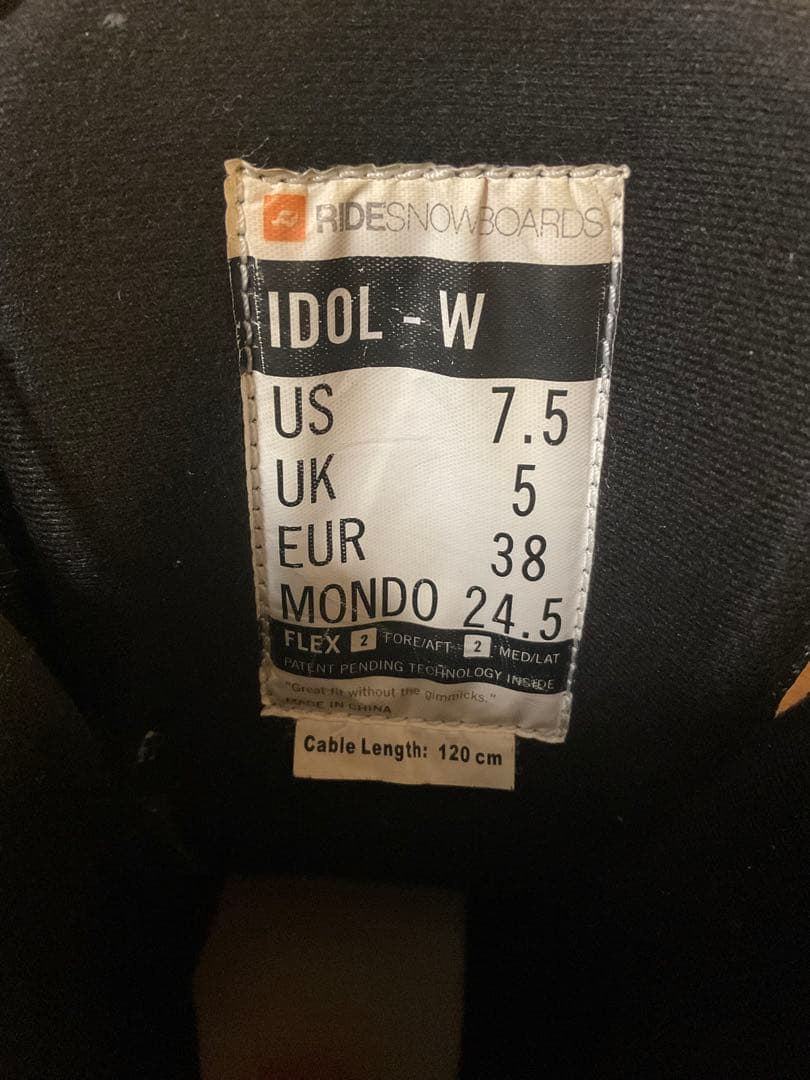 RIDESNOWBOARDS
IDOL - W
US 7.5
UK 5
EUR 38
MONDO 24.5
FLEX 2 FORE/AFT 2 MED/LAT
PATENT PENDING TECHNOLOGY INSIDE
"Great fit without the gimmicks."
MADE IN CHINA
Cable Length: 120 cm